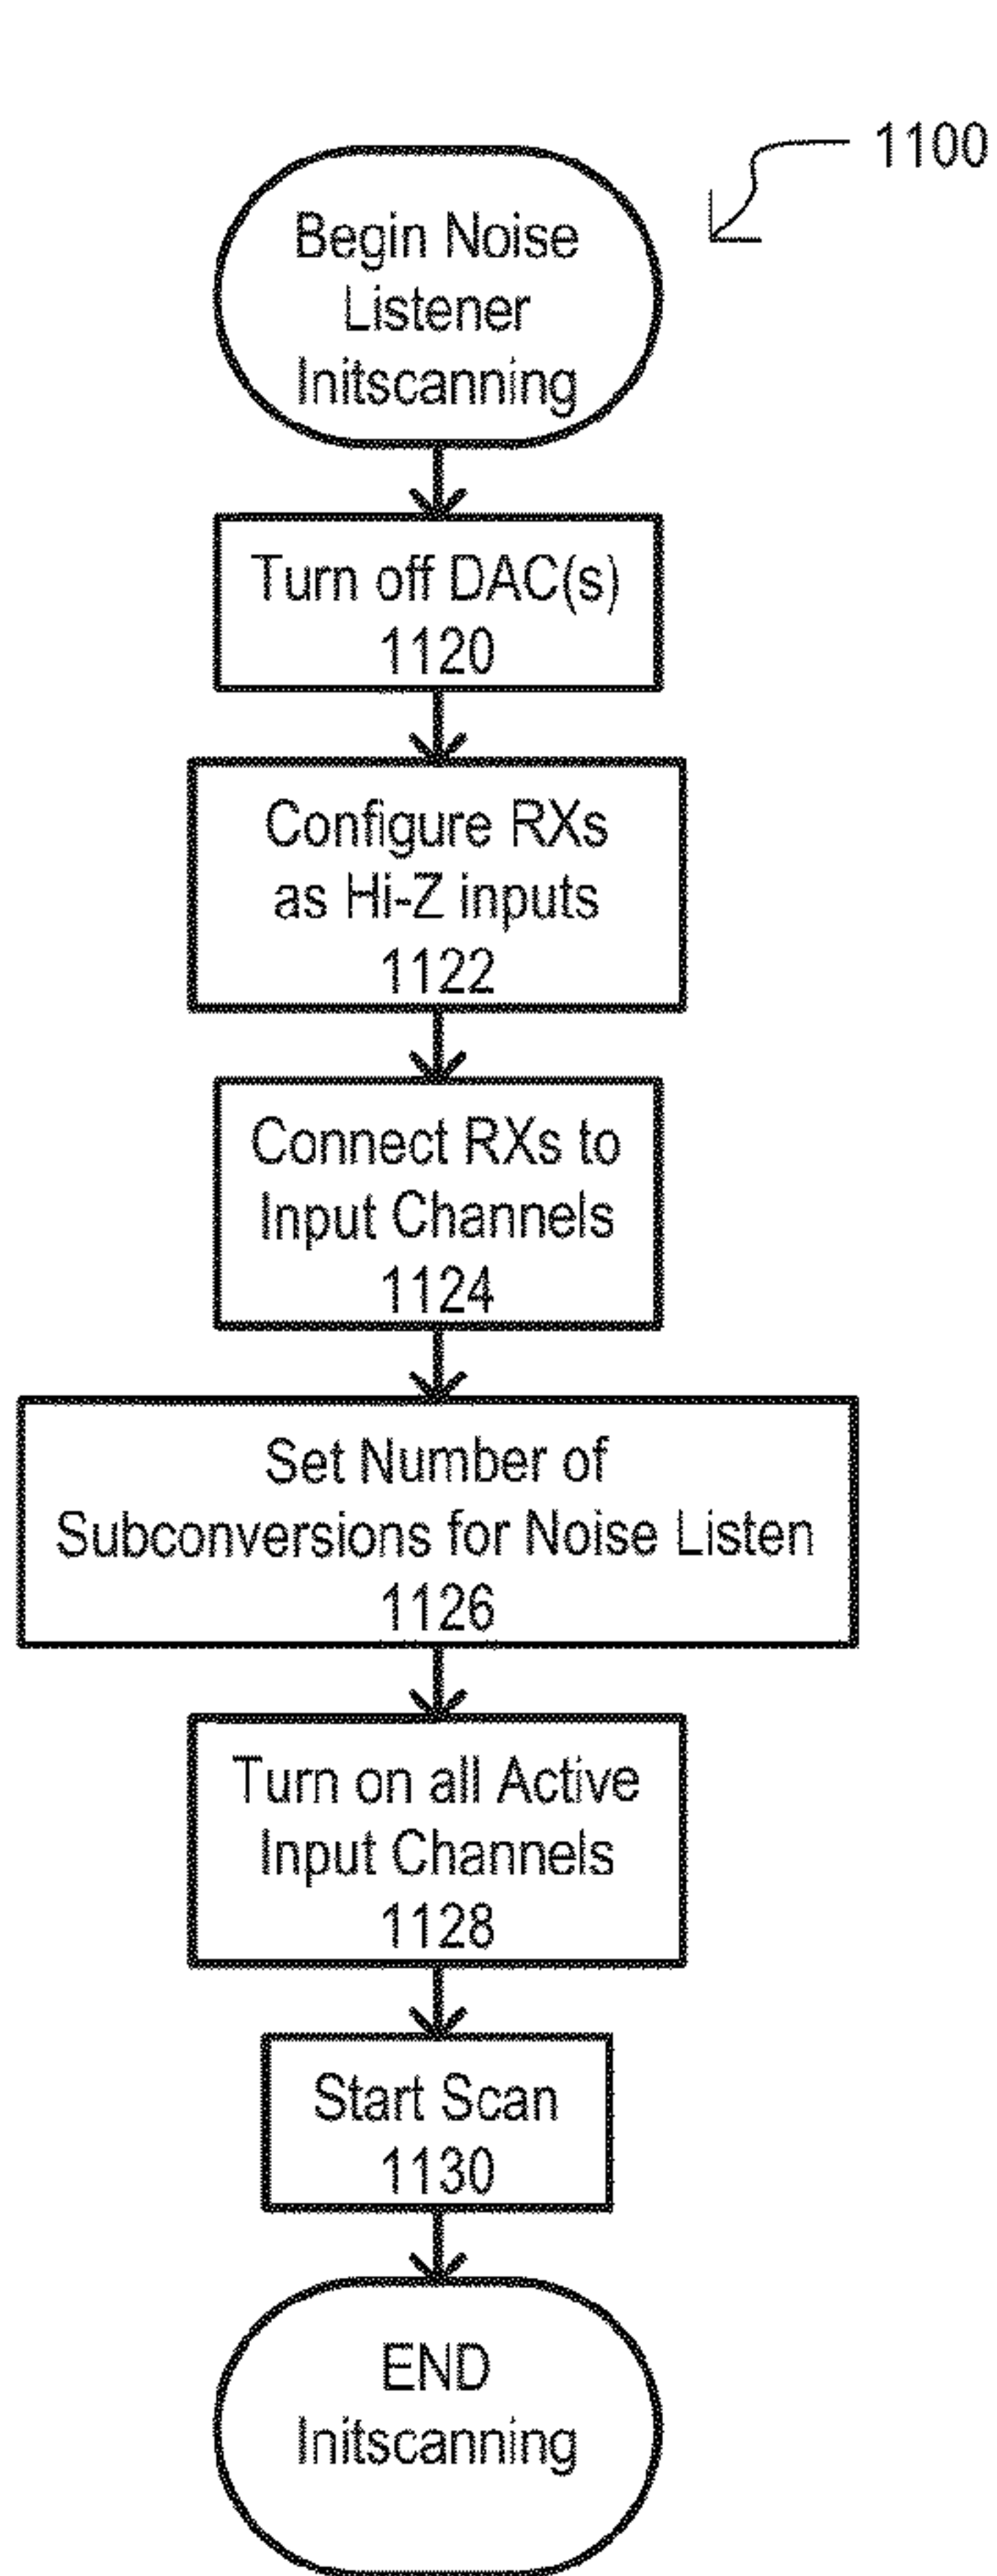 1100
Begin Noise
Listener
Initscanning
Turn off DAC(s)
1120
Configure RXs
as Hi-Z inputs
1122
Connect RXs to
Input Channels
1124
Set Number of
Subconversions for Noise Listen
1126
Turn on all Active
Input Channels
1128
Start Scan
1130
END
Initscanning